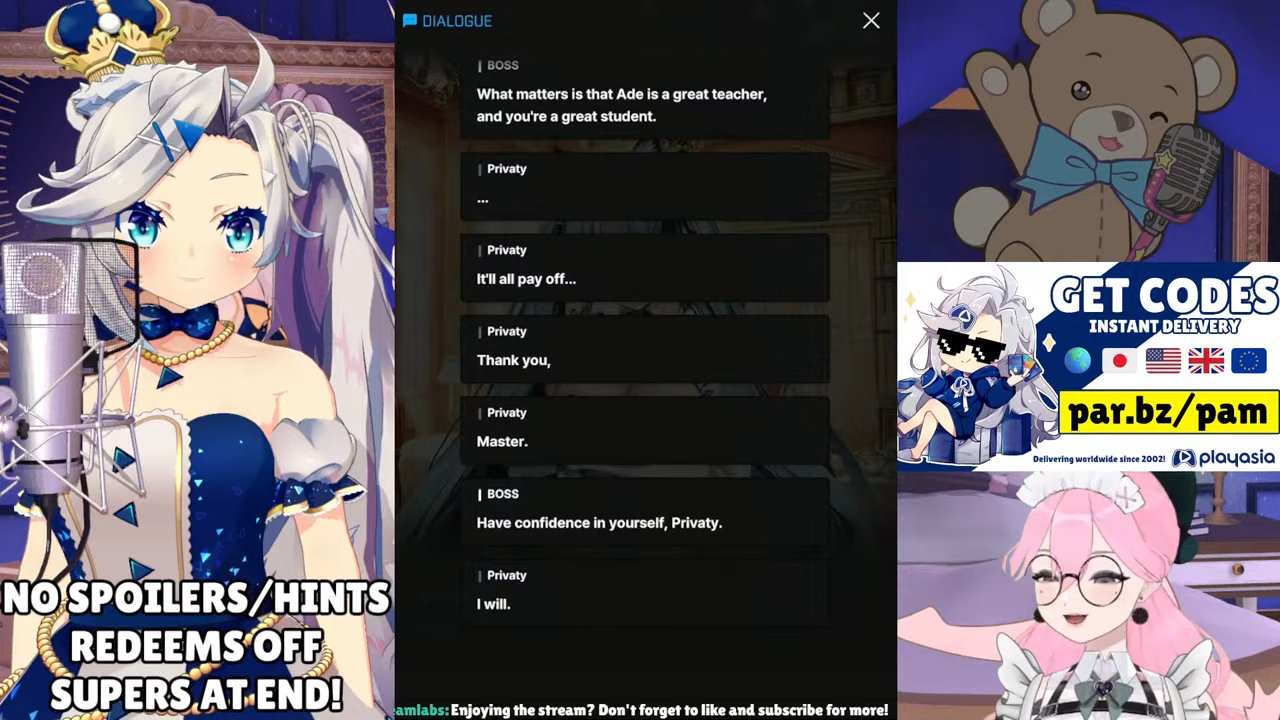 DIALOGUE
BOSS
What matters is that Ade is a great teacher,
and you're a great student.
Privaty
...
Privaty
It'll all pay off...
Privaty
Thank you,
Privaty
Master.
BOSS
Have confidence in yourself, Privaty.
Privaty
I will.
NO SPOILERS/HINTS
REDEEMS OFF
SUPERS AT END!
GET CODES
INSTANT DELIVERY
par.bz/pam
Delivering worldwide since 2002!
playasia
eamlabs: Enjoying the stream? Don't forget to like and subscribe for more!